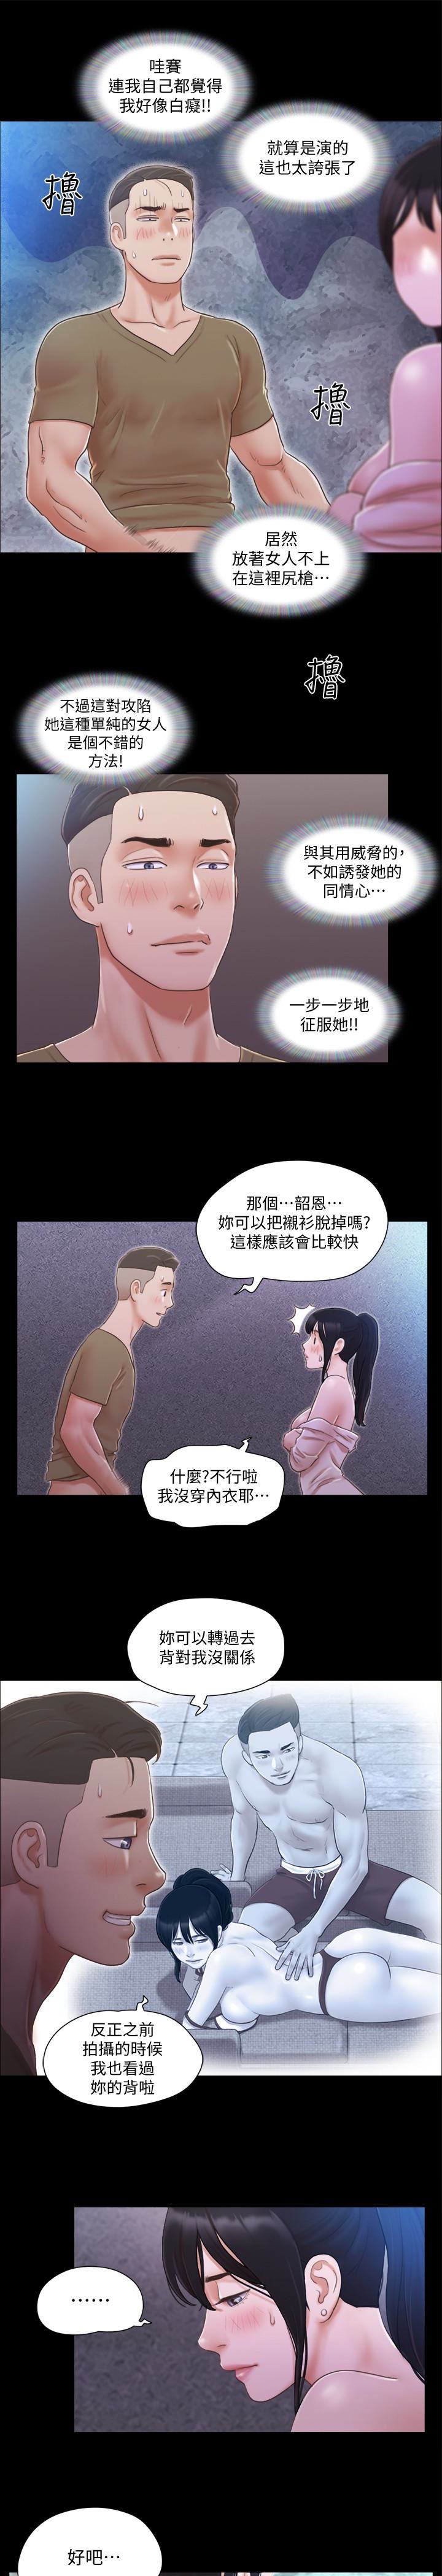 哇賽
連我自己都覺得
我好像白癡!!
就算是演的
這也太誇張了
擼
擼
居然
放著女人不上
在這裡尻槍…
擼
不過這對攻陷
她這種單純的女人
是個不錯的
方法!
與其用威脅的,
不如誘發她的
同情心…
一步一步地
征服她!!
那個…韶恩…
妳可以把襯衫脫掉嗎?
這樣應該會比較快
什麼?不行啦
我沒穿內衣耶…
妳可以轉過去
背對我沒關係
反正之前
拍攝的時候
我也看過
妳的背啦
……
好吧…